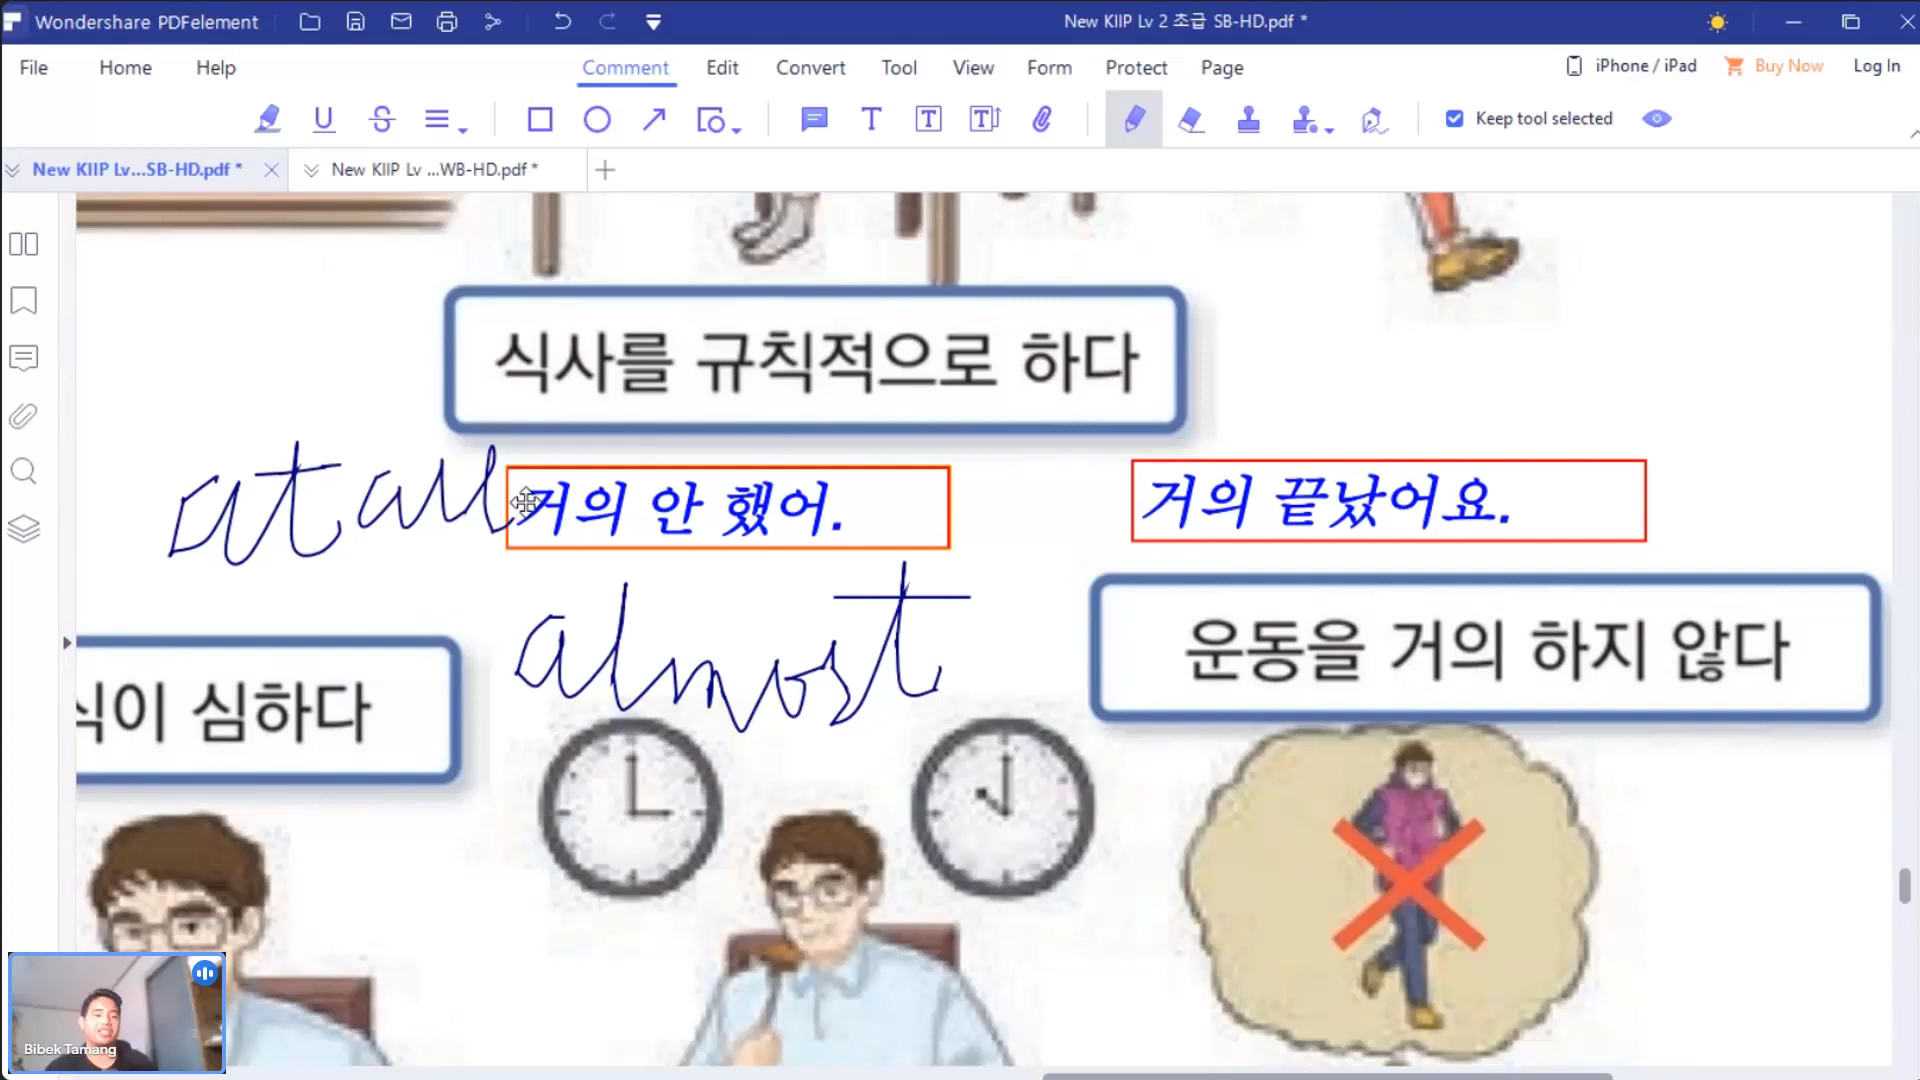 Wondershare PDFelement
New KIIP Lv 2 초급 SB-HD.pdf *
File Home Help Comment Edit Convert Tool View Form Protect Page iPhone / iPad Buy Now Log In
Keep tool selected
New KIIP Lv...SB-HD.pdf * New KIIP Lv ...WB-HD.pdf *
식사를 규칙적으로 하다
at all 거의 안 했어. 거의 끝났어요.
almost
운동을 거의 하지 않다
식이 심하다
Bibek Tamang